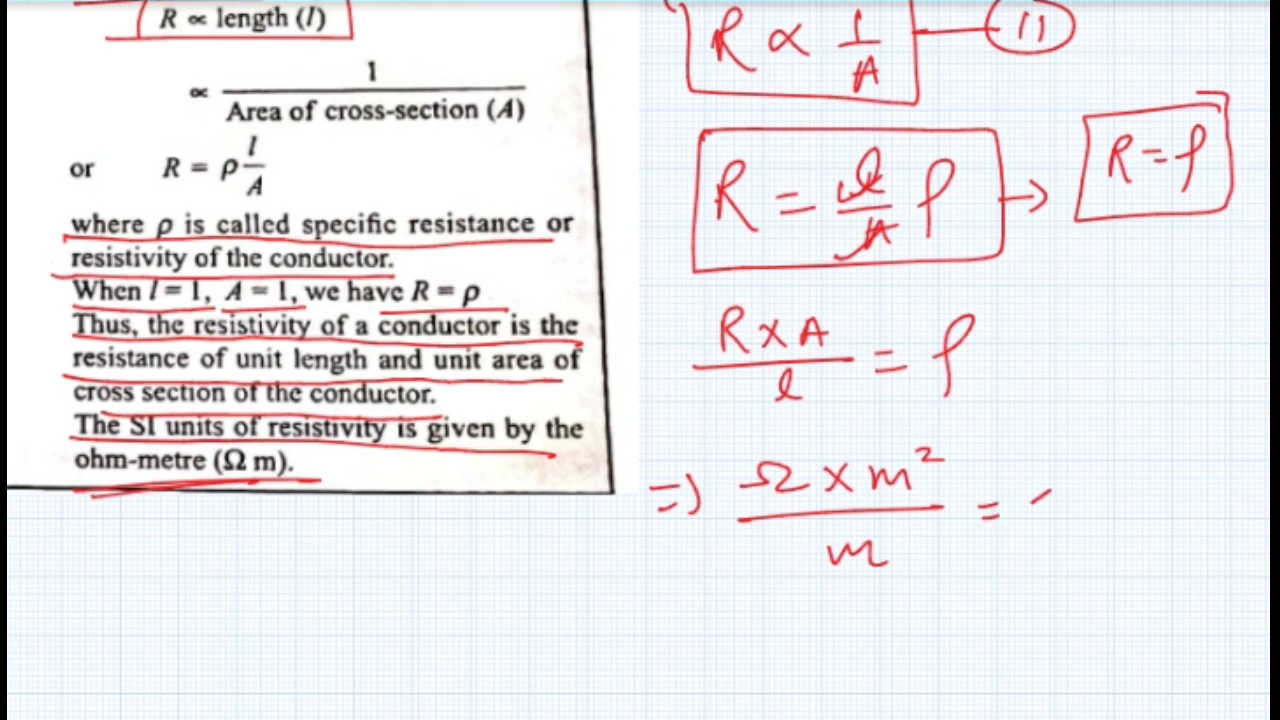 R ∝ length (l)
∝ 1 / Area of cross-section (A)
or R = ρ l/A
where ρ is called specific resistance or
resistivity of the conductor.
When l = 1, A = 1, we have R = ρ
Thus, the resistivity of a conductor is the
resistance of unit length and unit area of
cross section of the conductor.
The SI units of resistivity is given by the
ohm-metre (Ω m).
R ∝ 1/A — 11
R = l/A ρ → R = ρ
R × A / l = ρ
⇒ Ω × m² / m =